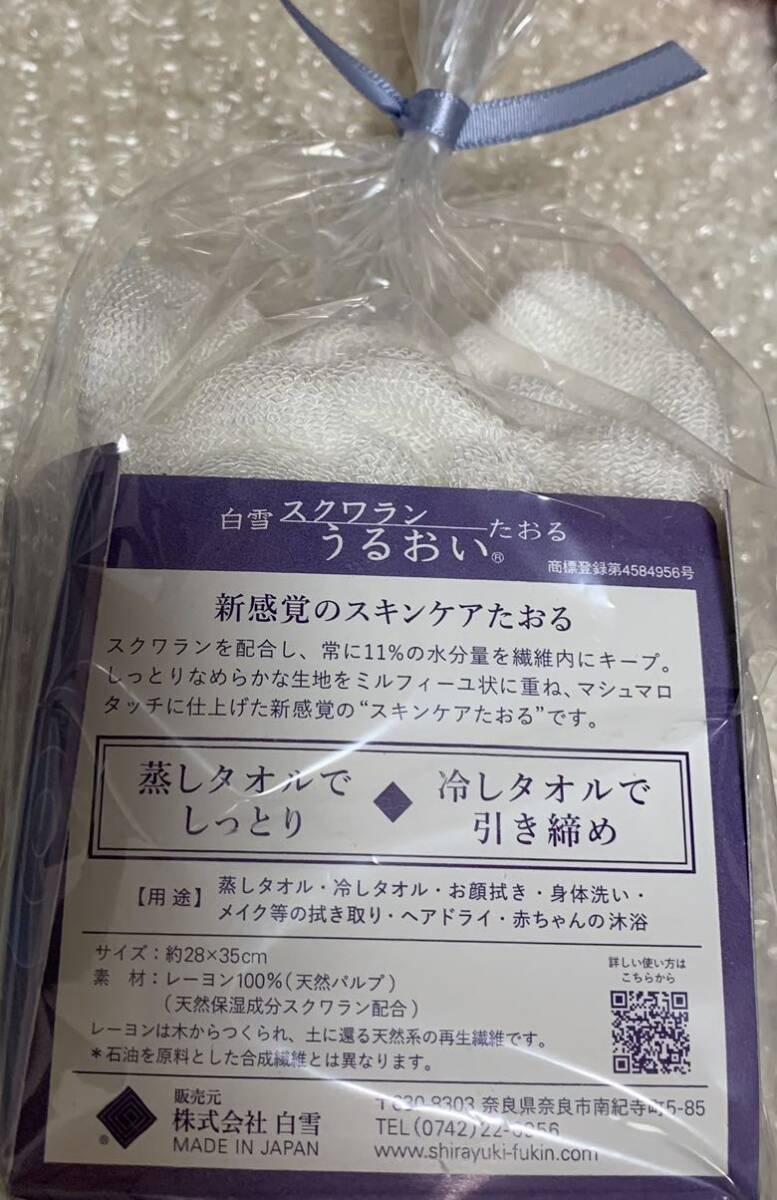 白雪 スクワラン うるおい® たおる
商標登録第4584956号
新感覚のスキンケアたおる
スクワランを配合し、常に11%の水分量を繊維内にキープ。
しっとりなめらかな生地をミルフィーユ状に重ね、マシュマロ
タッチに仕上げた新感覚の“スキンケアたおる”です。
蒸しタオルで
しっとり
◆
冷しタオルで
引き締め
【用途】 蒸しタオル・冷しタオル・お顔拭き・身体洗い・
メイク等の拭き取り・ヘアドライ・赤ちゃんの沐浴
サイズ：約28×35cm
素 材：レーヨン100%（天然パルプ）
（天然保湿成分スクワラン配合）
レーヨンは木からつくられ、土に還る天然系の再生繊維です。
＊石油を原料とした合成繊維とは異なります。
詳しい使い方は
こちらから
®
販売元
株式会社 白雪
MADE IN JAPAN
〒630-8303 奈良県奈良市南紀寺町5-85
TEL(0742)22-6956
www.shirayuki-fukin.com